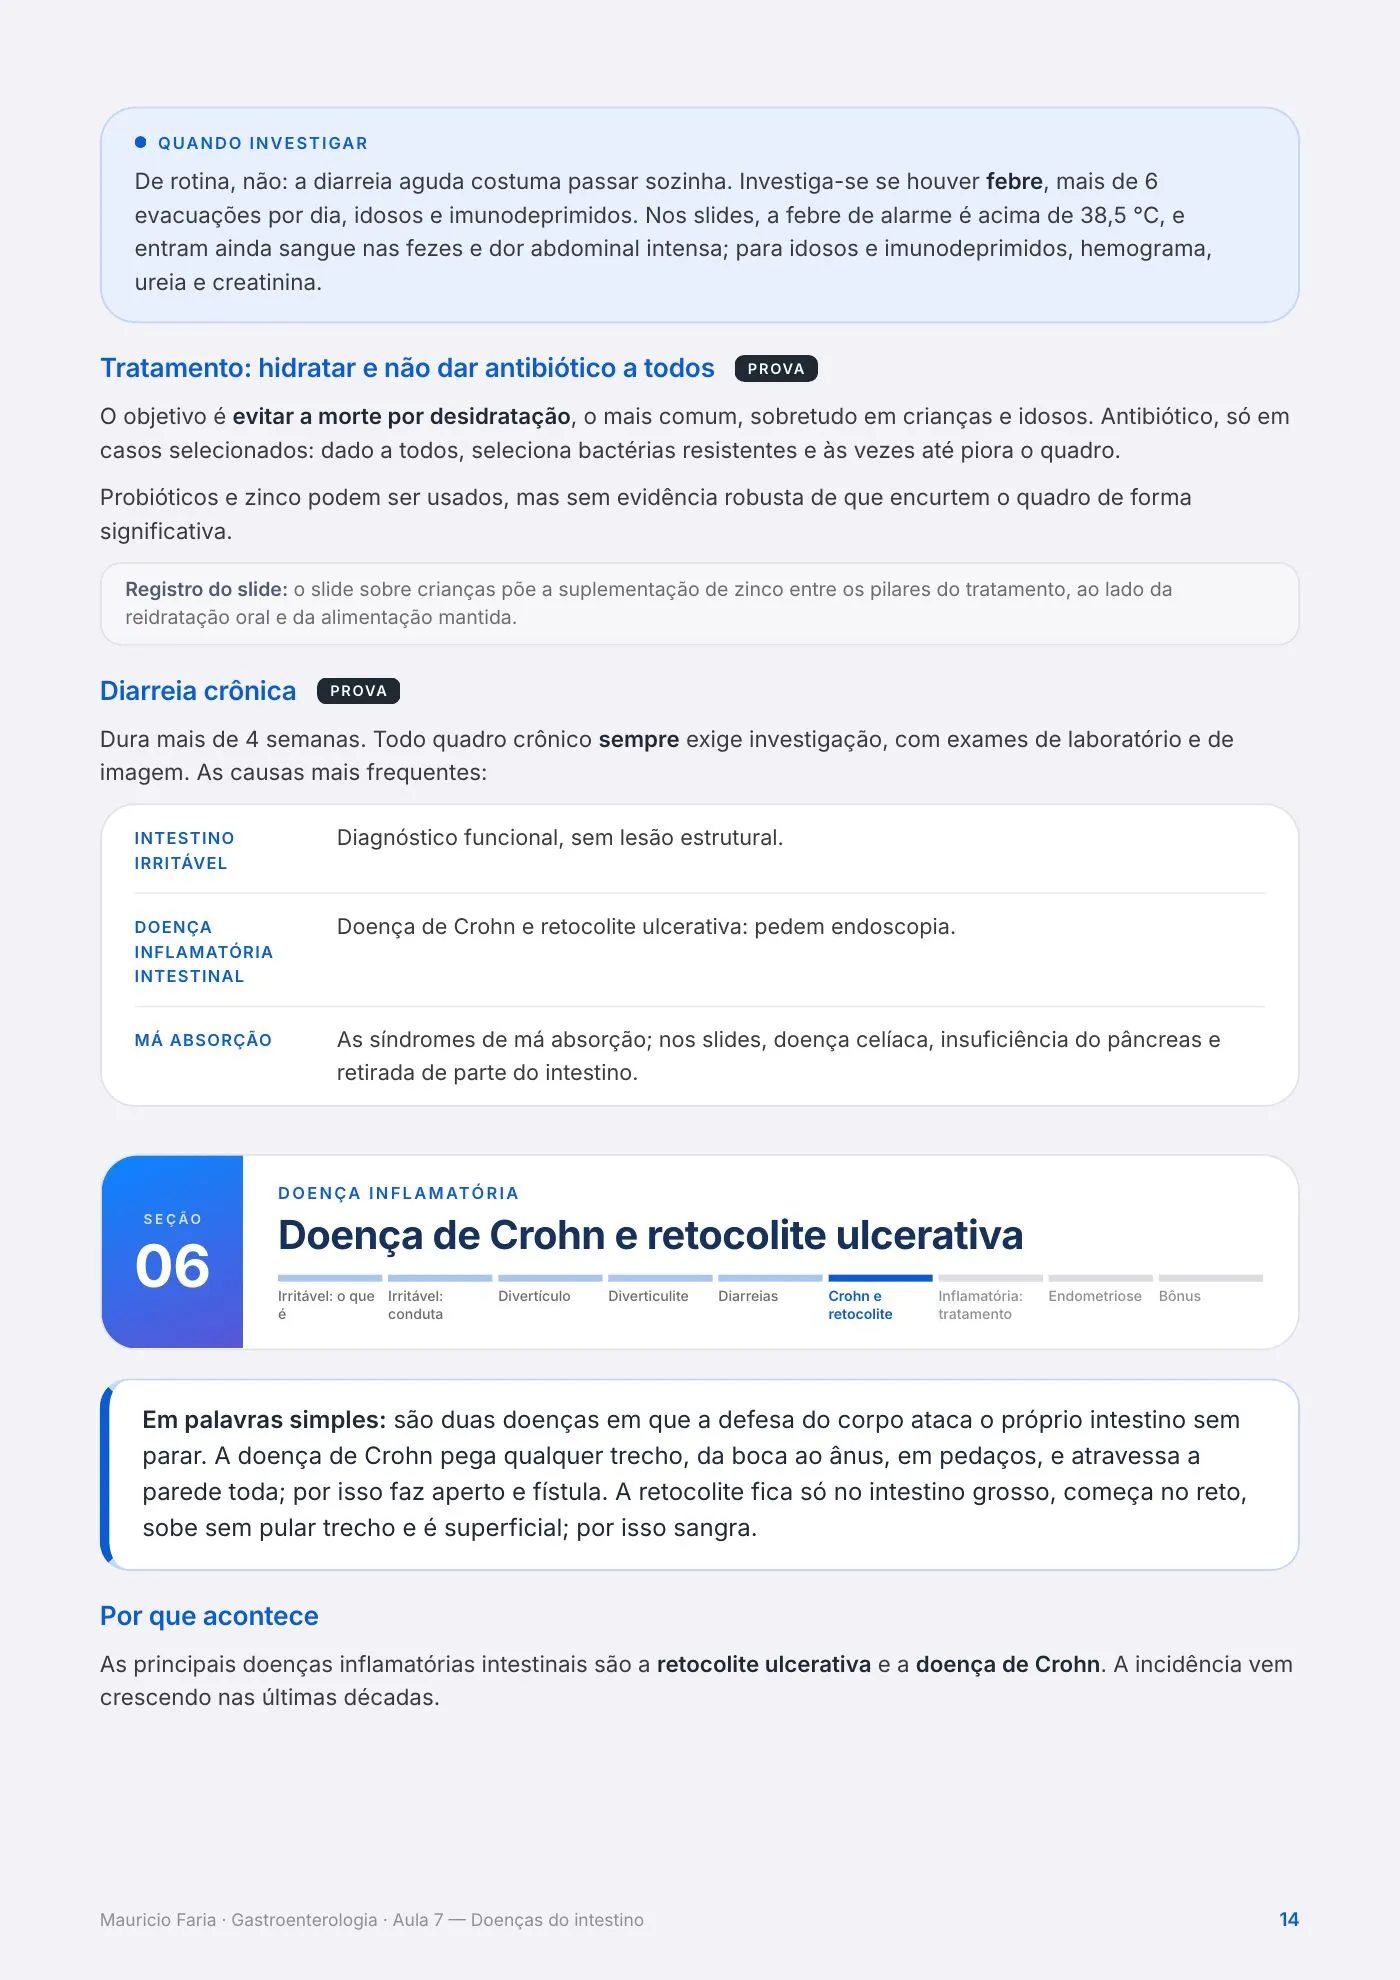 QUANDO INVESTIGAR
De rotina, não: a diarreia aguda costuma passar sozinha. Investiga-se se houver febre, mais de 6
evacuações por dia, idosos e imunodeprimidos. Nos slides, a febre de alarme é acima de 38,5 °C, e
entram ainda sangue nas fezes e dor abdominal intensa; para idosos e imunodeprimidos, hemograma,
ureia e creatinina.
Tratamento: hidratar e não dar antibiótico a todos PROVA
O objetivo é evitar a morte por desidratação, o mais comum, sobretudo em crianças e idosos. Antibiótico, só em
casos selecionados: dado a todos, seleciona bactérias resistentes e às vezes até piora o quadro.
Probióticos e zinco podem ser usados, mas sem evidência robusta de que encurtem o quadro de forma
significativa.
Registro do slide: o slide sobre crianças põe a suplementação de zinco entre os pilares do tratamento, ao lado da
reidratação oral e da alimentação mantida.
Diarreia crônica PROVA
Dura mais de 4 semanas. Todo quadro crônico sempre exige investigação, com exames de laboratório e de
imagem. As causas mais frequentes:
INTESTINO
IRRITÁVEL
Diagnóstico funcional, sem lesão estrutural.
DOENÇA
INFLAMATÓRIA
INTESTINAL
Doença de Crohn e retocolite ulcerativa: pedem endoscopia.
MÁ ABSORÇÃO
As síndromes de má absorção; nos slides, doença celíaca, insuficiência do pâncreas e
retirada de parte do intestino.
SEÇÃO
06
DOENÇA INFLAMATÓRIA
Doença de Crohn e retocolite ulcerativa
Irritável: o que
é
Irritável:
conduta
Divertículo
Diverticulite
Diarreias
Crohn e
retocolite
Inflamatória:
tratamento
Endometriose
Bônus
Em palavras simples: são duas doenças em que a defesa do corpo ataca o próprio intestino sem
parar. A doença de Crohn pega qualquer trecho, da boca ao ânus, em pedaços, e atravessa a
parede toda; por isso faz aperto e fístula. A retocolite fica só no intestino grosso, começa no reto,
sobe sem pular trecho e é superficial; por isso sangra.
Por que acontece
As principais doenças inflamatórias intestinais são a retocolite ulcerativa e a doença de Crohn. A incidência vem
crescendo nas últimas décadas.
Mauricio Faria · Gastroenterologia · Aula 7 — Doenças do intestino
14